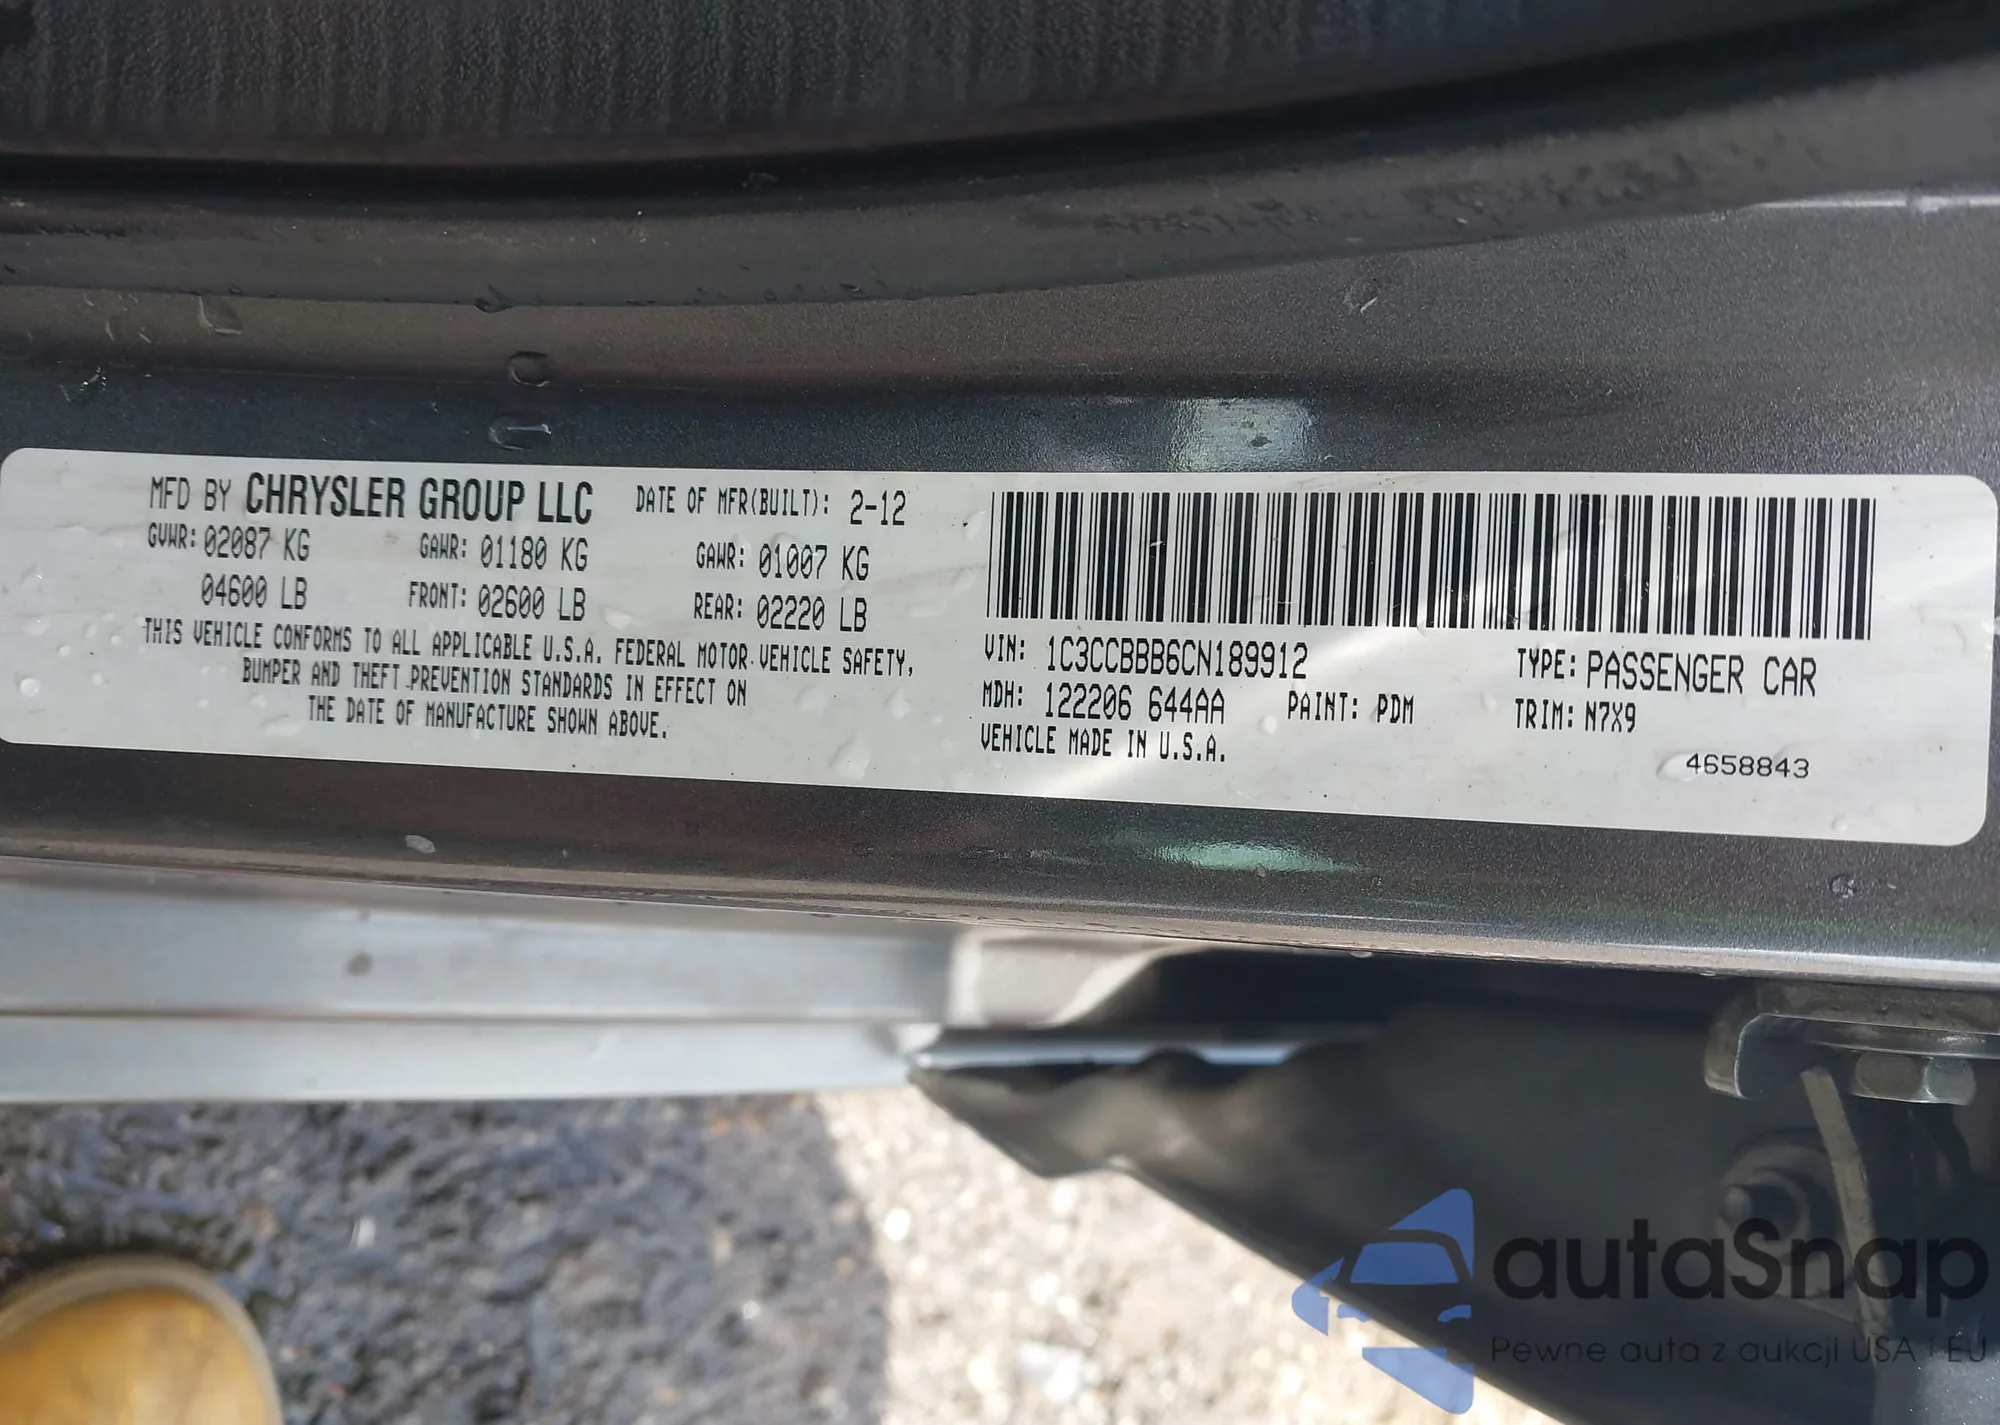 MFD BY CHRYSLER GROUP LLC DATE OF MFR(BUILT): 2-12
GVWR: 02087 KG GAWR: 01180 KG GAWR: 01007 KG
04600 LB FRONT: 02600 LB REAR: 02220 LB
THIS VEHICLE CONFORMS TO ALL APPLICABLE U.S.A. FEDERAL MOTOR VEHICLE SAFETY,
BUMPER AND THEFT PREVENTION STANDARDS IN EFFECT ON
THE DATE OF MANUFACTURE SHOWN ABOVE.
VIN: 1C3CCBBB6CN189912 TYPE: PASSENGER CAR
MDH: 122206 644AA PAINT: PDM TRIM: N7X9
VEHICLE MADE IN U.S.A.
4658843
autaSnap
Pewne auta z aukcji USA i EU